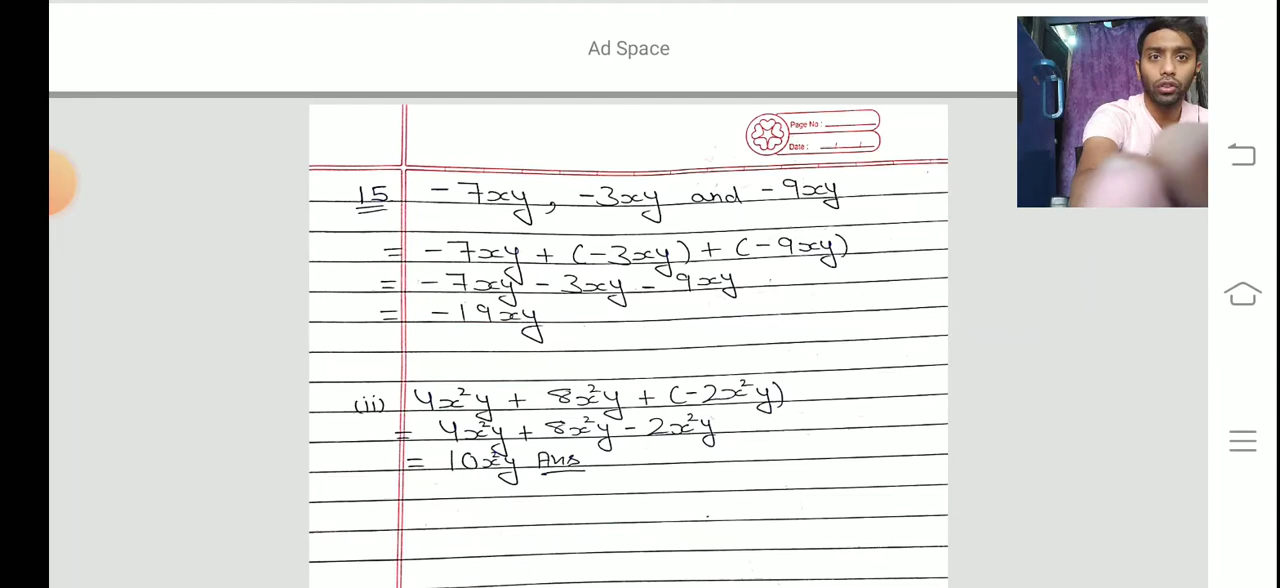 Ad Space
Page No :
Date : / /
15 -7xy, -3xy and -9xy
= -7xy + (-3xy) + (-9xy)
= -7xy - 3xy - 9xy
= -19xy
(ii) 4x²y + 8x²y + (-2x²y)
= 4x²y + 8x²y - 2x²y
= 10x²y Ans